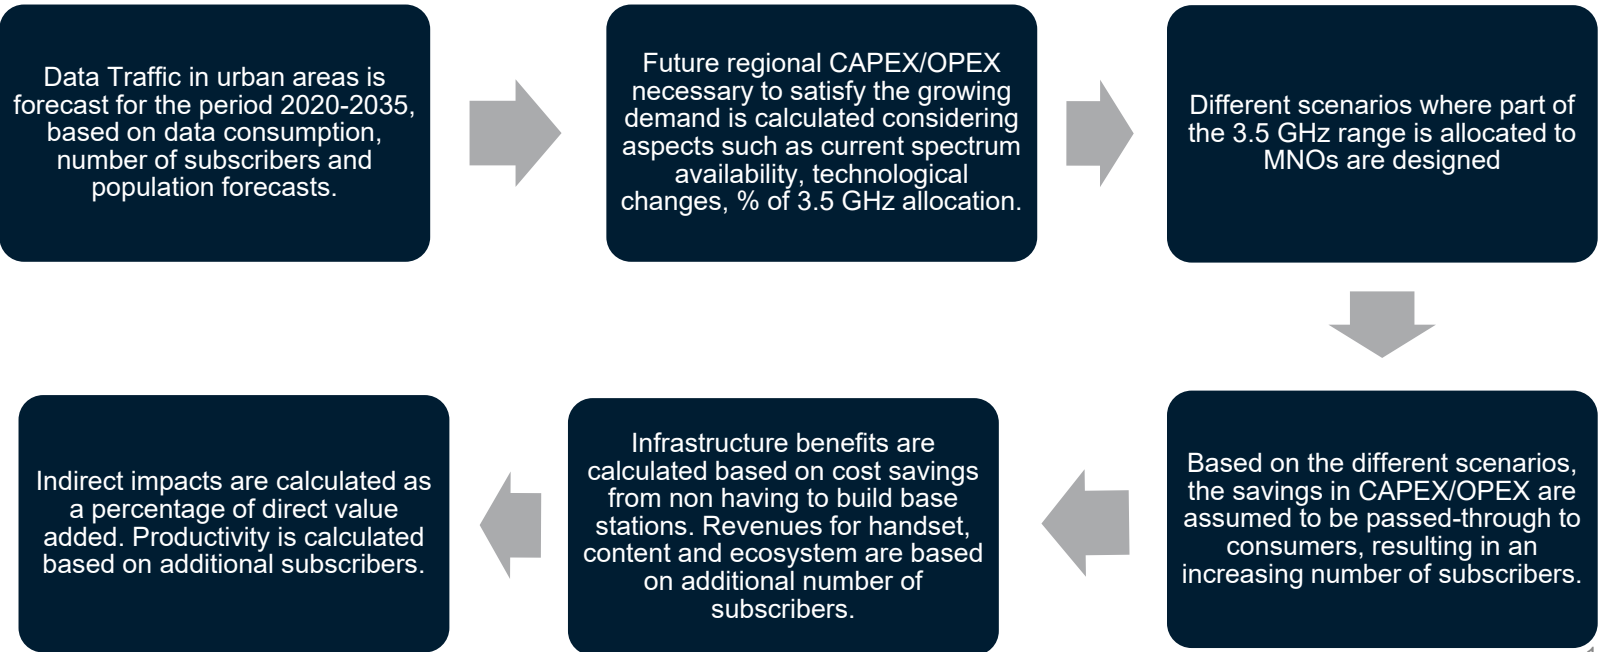 Data Traffic in urban areas is
forecast for the period 2020-2035,
based on data consumption,
number of subscribers and
population forecasts.
Future regional CAPEX/OPEX
necessary to satisfy the growing
demand is calculated considering
aspects such as current spectrum
availability, technological
changes, % of 3.5 GHz allocation.
Different scenarios where part of
the 3.5 GHz range is allocated to
MNOs are designed
Based on the different scenarios,
the savings in CAPEX/OPEX are
assumed to be passed-through to
consumers, resulting in an
increasing number of subscribers.
Infrastructure benefits are
calculated based on cost savings
from non having to build base
stations. Revenues for handset,
content and ecosystem are based
on additional number of
subscribers.
Indirect impacts are calculated as
a percentage of direct value
added. Productivity is calculated
based on additional subscribers.